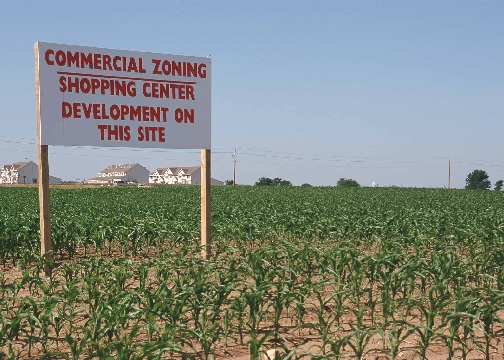 COMMERCIAL ZONING
SHOPPING CENTER
DEVELOPMENT ON
THIS SITE